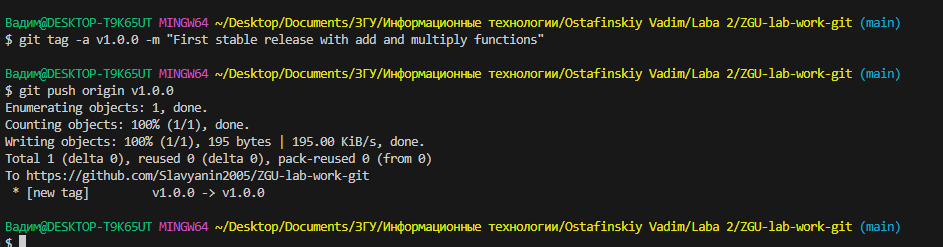 Вадим@DESKTOP-T9K65UT MINGW64 ~/Desktop/Documents/ЗГУ/Информационные технологии/Ostafinskiy Vadim/Laba 2/ZGU-lab-work-git (main)
$ git tag -a v1.0.0 -m "First stable release with add and multiply functions"
Вадим@DESKTOP-T9K65UT MINGW64 ~/Desktop/Documents/ЗГУ/Информационные технологии/Ostafinskiy Vadim/Laba 2/ZGU-lab-work-git (main)
$ git push origin v1.0.0
Enumerating objects: 1, done.
Counting objects: 100% (1/1), done.
Writing objects: 100% (1/1), 195 bytes | 195.00 KiB/s, done.
Total 1 (delta 0), reused 0 (delta 0), pack-reused 0 (from 0)
To https://github.com/Slavyanin2005/ZGU-lab-work-git
 * [new tag]         v1.0.0 -> v1.0.0
Вадим@DESKTOP-T9K65UT MINGW64 ~/Desktop/Documents/ЗГУ/Информационные технологии/Ostafinskiy Vadim/Laba 2/ZGU-lab-work-git (main)
$